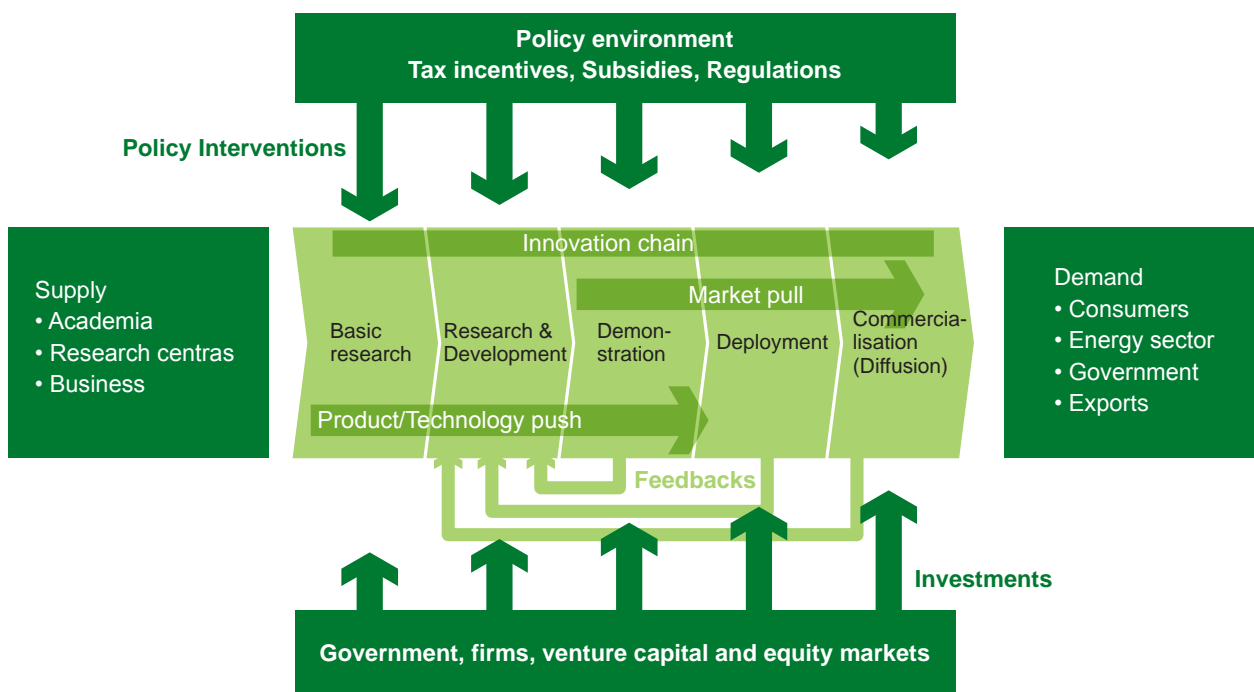 Policy environment
Tax incentives, Subsidies, Regulations
Policy Interventions
Supply
• Academia
• Research centras
• Business
Innovation chain
Market pull
Basic
research
Research &
Development
Demon-
stration
Deployment
Commercia-
lisation
(Diffusion)
Product/Technology push
Feedbacks
Demand
• Consumers
• Energy sector
• Government
• Exports
Investments
Government, firms, venture capital and equity markets